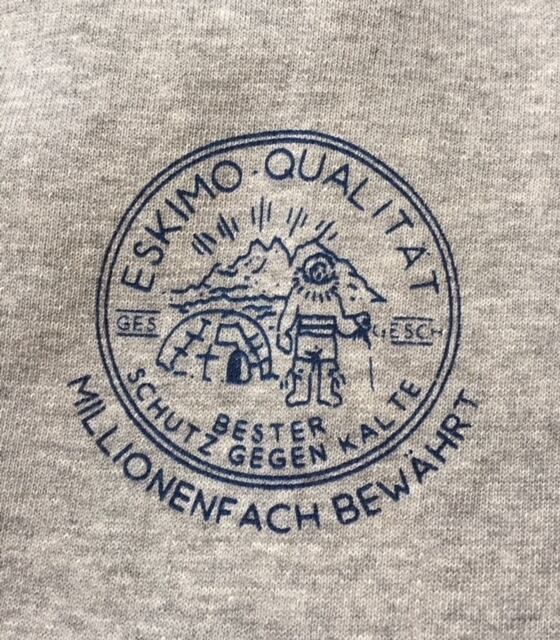 ESKIMO·QUALITAT
GES
GESCH
BESTER
SCHUTZ GEGEN KALTE
MILLIONENFACH BEWÄHRT